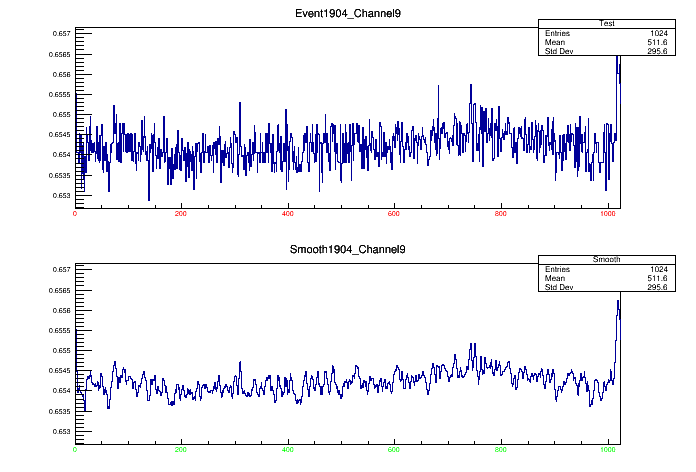 Event1904_Channel9
Test
Entries 1024
Mean 511.6
Std Dev 295.6
0.657
0.6565
0.656
0.6555
0.655
0.6545
0.654
0.6535
0.653
0 200 400 600 800 1000
Smooth1904_Channel9
Smooth
Entries 1024
Mean 511.6
Std Dev 295.6
0.657
0.6565
0.656
0.6555
0.655
0.6545
0.654
0.6535
0.653
0 200 400 600 800 1000